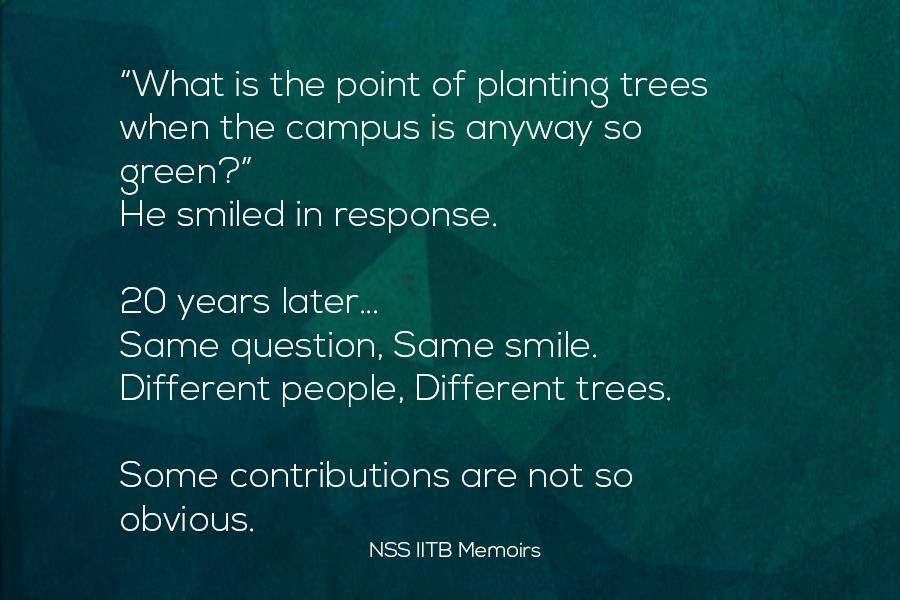 “What is the point of planting trees
when the campus is anyway so
green?”
He smiled in response.
20 years later...
Same question, Same smile.
Different people, Different trees.
Some contributions are not so
obvious.
NSS IITB Memoirs